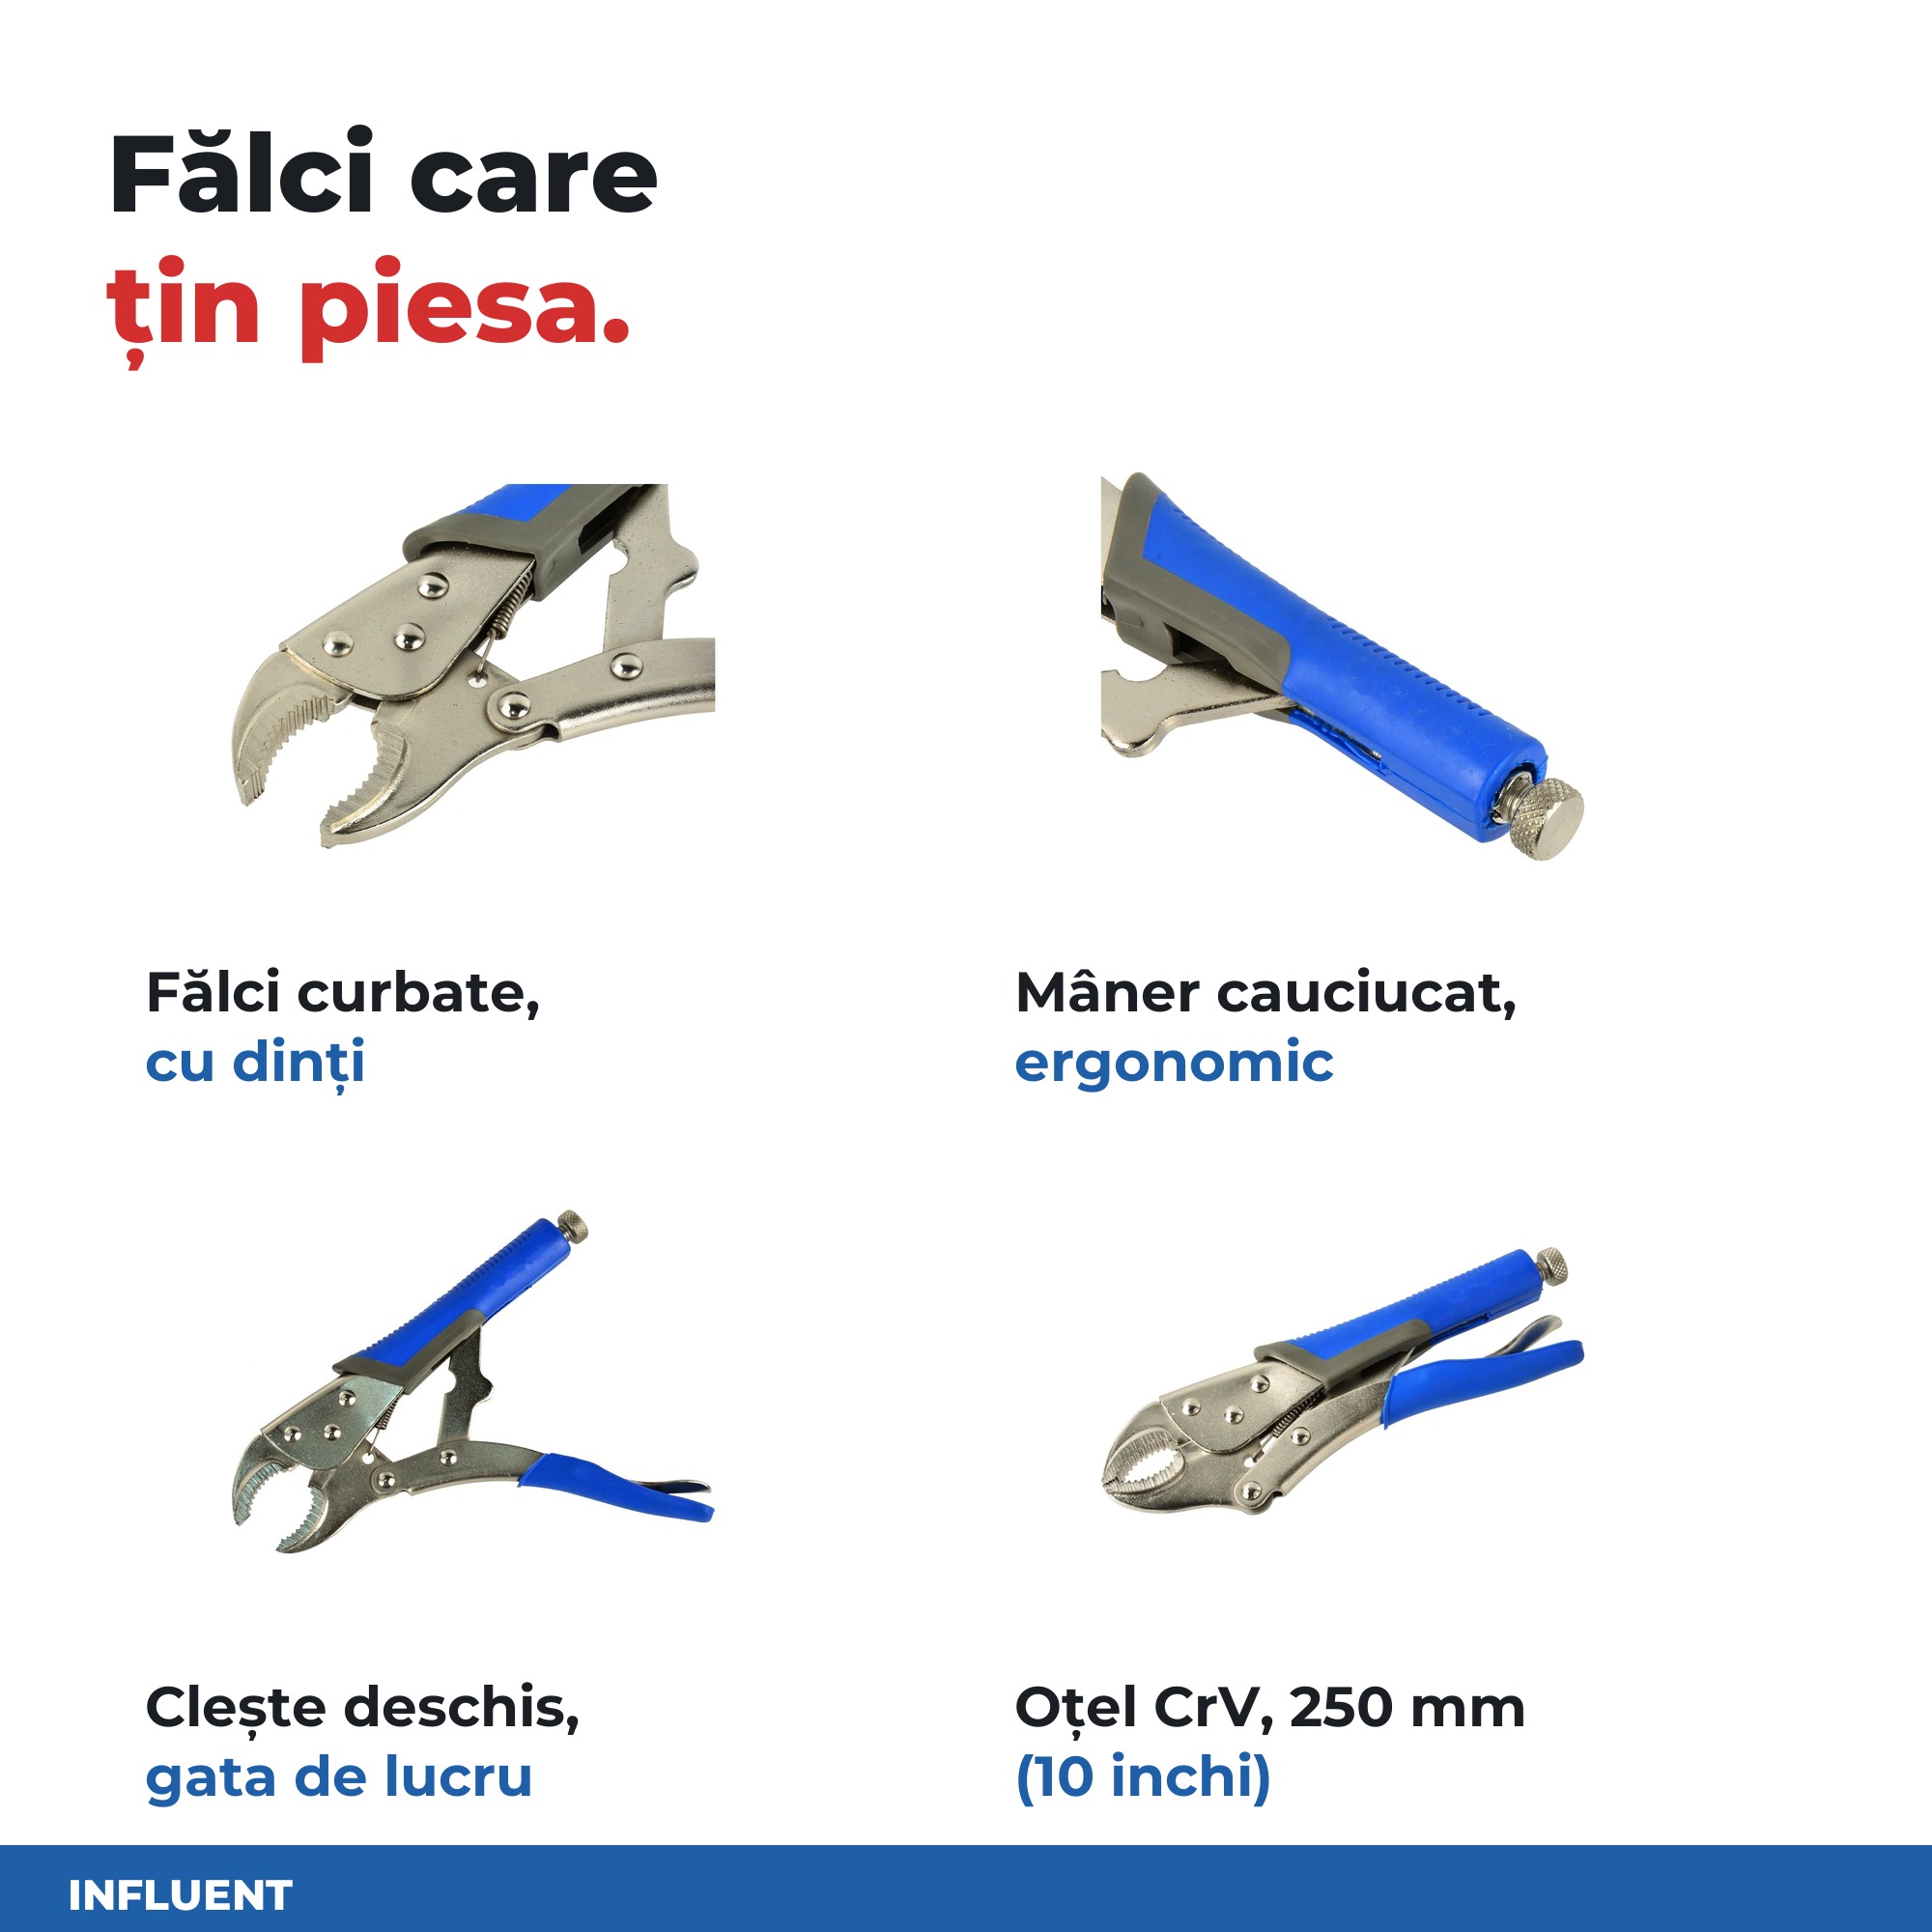 Fălci care
țin piesa.
Fălci curbate,
cu dinți
Mâner cauciucat,
ergonomic
Clește deschis,
gata de lucru
Oțel CrV, 250 mm
(10 inchi)
INFLUENT